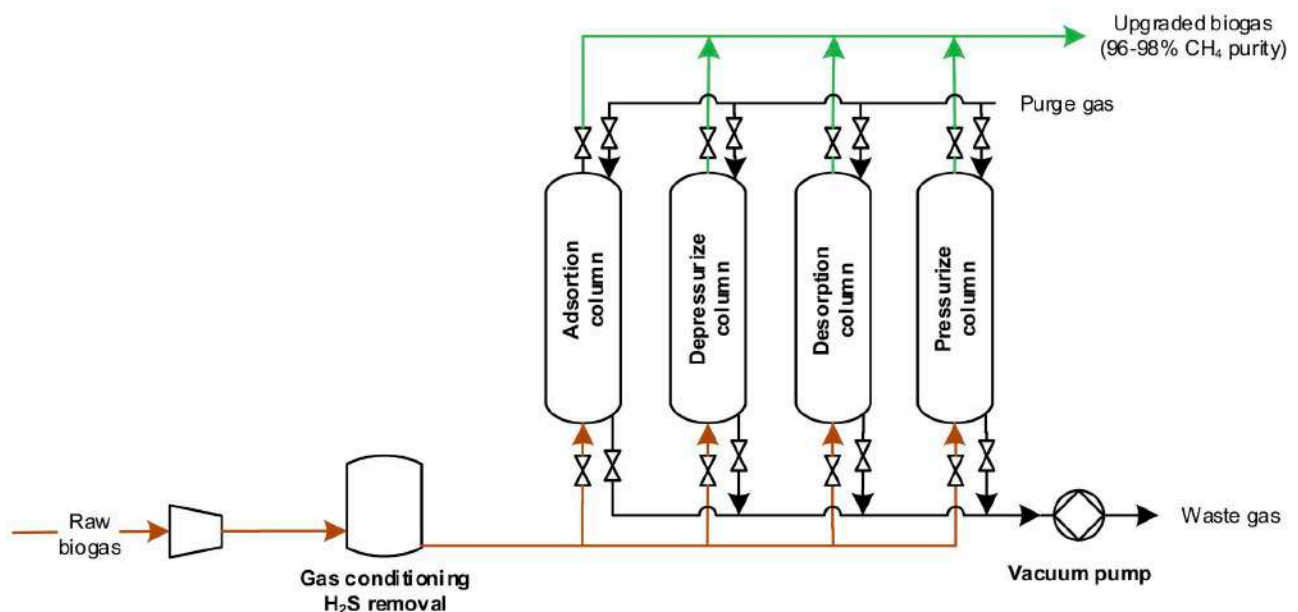 Upgraded biogas
(96-98% CH₄ purity)
Purge gas
Adsortion
column
Depressurize
column
Desorption
column
Pressurize
column
Raw
biogas
Gas conditioning
H₂S removal
Waste gas
Vacuum pump